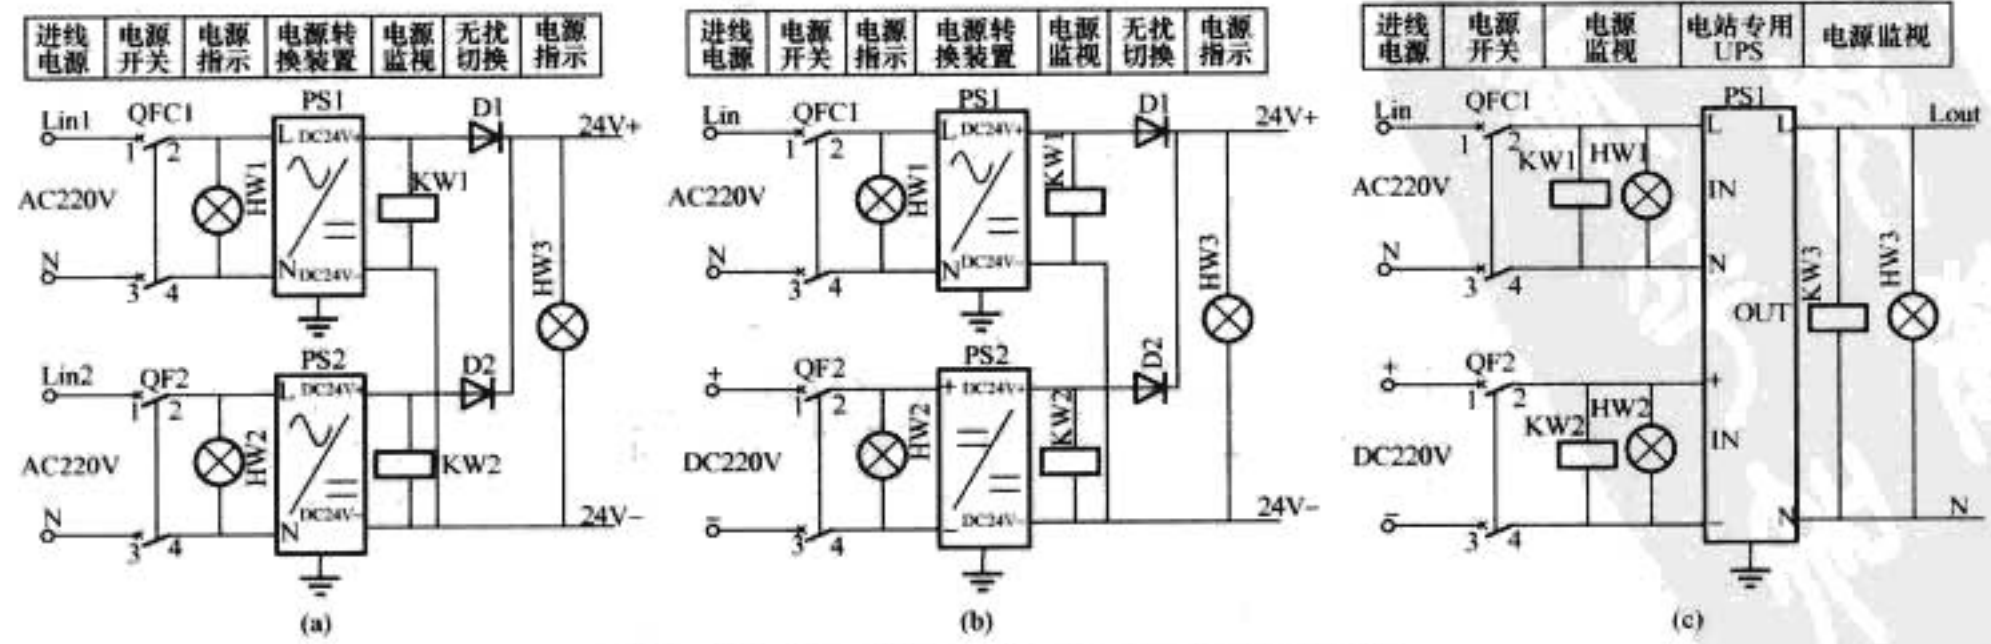 进线电源 电源开关 电源指示 电源转换装置 电源监视 无扰切换 电源指示
Lin1 QFC1 PS1 D1 24V+
1 2 L DC24V+
AC220V HW1 KW1
N 3 4 N DC24V-
HW3
Lin2 QF2 PS2 D2
1 2 L DC24V+
AC220V HW2 KW2
N 3 4 N DC24V- 24V-
(a)
进线电源 电源开关 电源指示 电源转换装置 电源监视 无扰切换 电源指示
Lin QFC1 PS1 D1 24V+
1 2 L DC24V+
AC220V HW1 KW1
N 3 4 N DC24V-
HW3
+ QF2 PS2 D2
1 2 + DC24V+
DC220V HW2 KW2
- 3 4 - DC24V- 24V-
(b)
进线电源 电源开关 电源监视 电站专用UPS 电源监视
Lin QFC1 PS1 Lout
1 2 L L
AC220V KW1 HW1 IN
N 3 4 N
KW3 HW3
OUT
+ QF2
1 2 +
DC220V KW2 HW2 IN
- 3 4 - N N
(c)